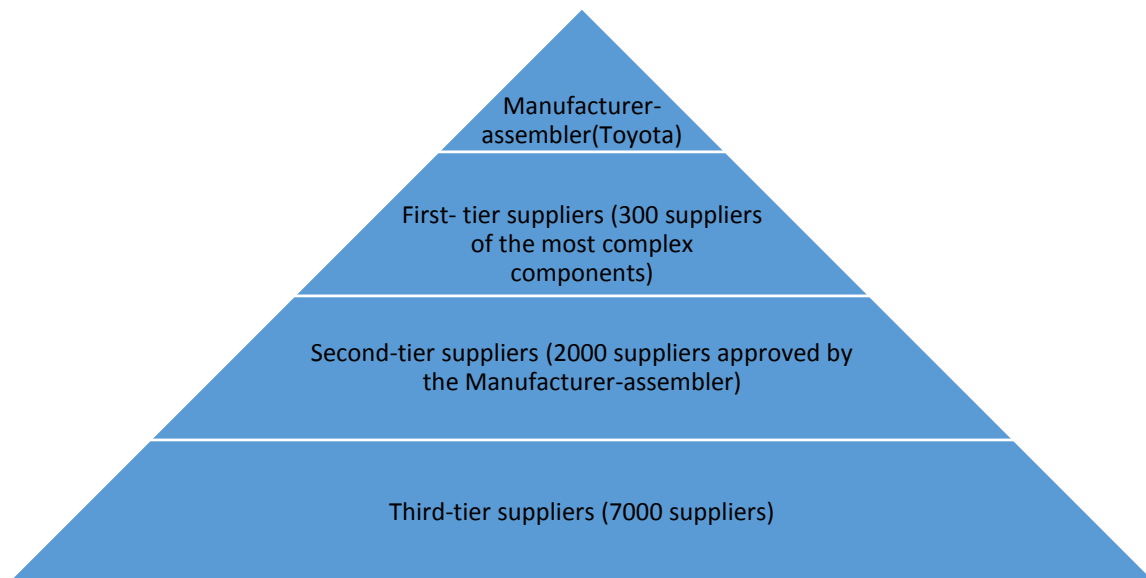 Manufacturer-
assembler(Toyota)
First- tier suppliers (300 suppliers
of the most complex
components)
Second-tier suppliers (2000 suppliers approved by
the Manufacturer-assembler)
Third-tier suppliers (7000 suppliers)